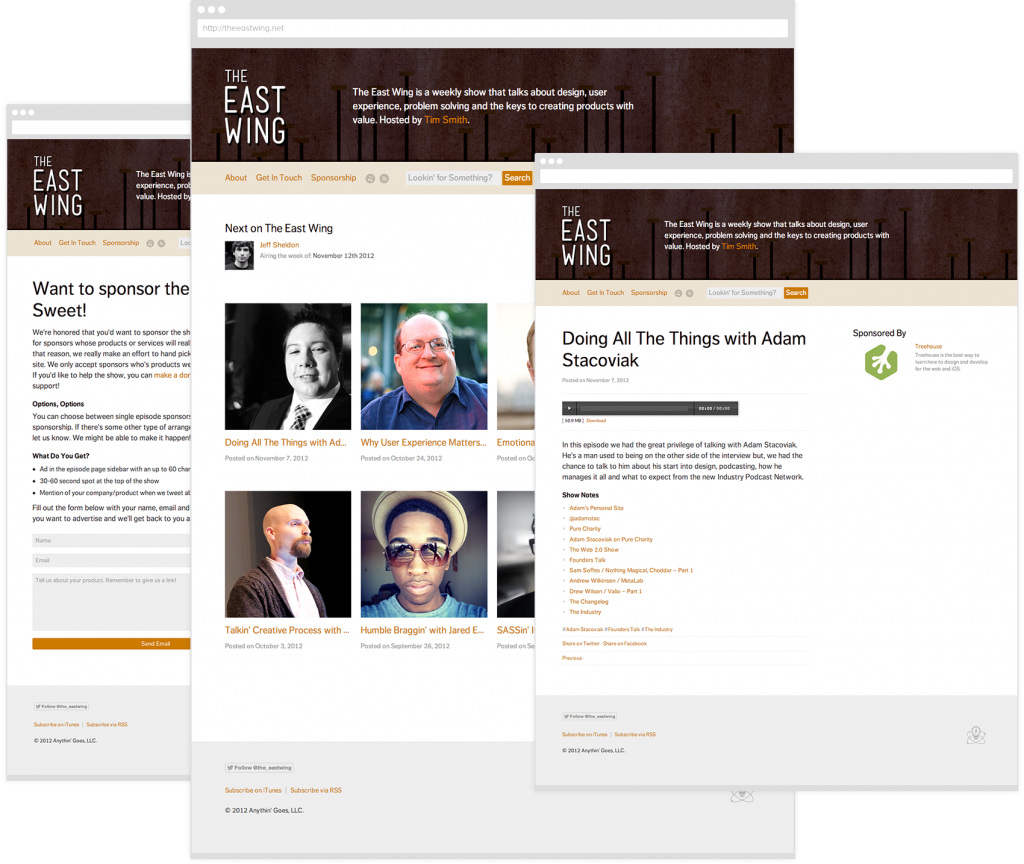 http://theeastwing.net
THE
EAST
WING
The East Wing is a weekly show that talks about design, user
experience, problem solving and the keys to creating products with
value. Hosted by Tim Smith.
About Get In Touch Sponsorship Lookin' for Something? Search
Next on The East Wing
Jeff Sheldon
Airing the week of: November 12th 2012
Doing All The Things with Ad...
Posted on November 7, 2012
Why User Experience Matters...
Posted on October 24, 2012
Emotiona
Posted on Oc
Talkin' Creative Process with ...
Posted on October 3, 2012
Humble Braggin' with Jared E...
Posted on September 26, 2012
SASSin' I
Posted on Se
Follow @the_eastwing
Subscribe on iTunes | Subscribe via RSS
© 2012 Anythin' Goes, LLC.
THE
EAST
WING
The East Wing is
experience, prob
value. Hosted by
About Get In Touch Sponsorship Loo
Want to sponsor the
Sweet!
We're honored that you'd want to sponsor the sh
for sponsors whose products or services will reall
that reason, we really make an effort to hand pick
site. We only accept sponsors who's products we
If you'd like to help the show, you can make a dor
support!
Options, Options
You can choose between single episode sponsors
sponsorship. If there's some other type of arrange
let us know. We might be able to make it happen!
What Do You Get?
Ad in the episode page sidebar with an up to 60 char
30-60 second spot at the top of the show
Mention of your company/product when we tweet ab
Fill out the form below with your name, email and
you want to advertise and we'll get back to you a
Name
Email
Tell us about your product. Remember to give us a link!
Send Email
Follow @the_eastwing
Subscribe on iTunes | Subscribe via RSS
© 2012 Anythin' Goes, LLC.
THE
EAST
WING
The East Wing is a weekly show that talks about design, user
experience, problem solving and the keys to creating products with
value. Hosted by Tim Smith.
About Get In Touch Sponsorship Lookin' for Something? Search
Doing All The Things with Adam
Stacoviak
Posted on November 7, 2012
00:00 / 00:00
[ 50.9 MB ] Download
In this episode we had the great privilege of talking with Adam Stacoviak.
He's a man used to being on the other side of the interview but, we had the
chance to talk to him about his start into design, podcasting, how he
manages it all and what to expect from the new Industry Podcast Network.
Show Notes
Adam's Personal Site
@adamstac
Pure Charity
Adam Stacoviak on Pure Charity
The Web 2.0 Show
Founders Talk
Sam Soffes / Nothing Magical, Cheddar – Part 1
Andrew Wilkinson / MetaLab
Drew Wilson / Valio – Part 1
The Changelog
The Industry
#Adam Stacoviak #Founders Talk #The Industry
Share on Twitter · Share on Facebook
Previous ·
Sponsored By
Treehouse
Treehouse is the best way to
learn how to design and develop
for the web and iOS.
Follow @the_eastwing
Subscribe on iTunes | Subscribe via RSS
© 2012 Anythin' Goes, LLC.